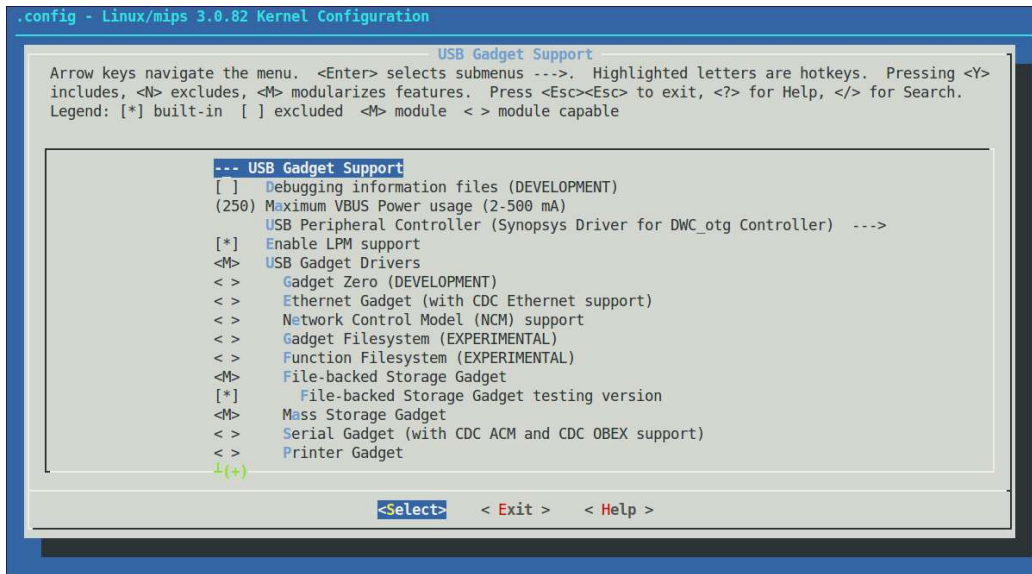 .config - Linux/mips 3.0.82 Kernel Configuration
USB Gadget Support
Arrow keys navigate the menu.  <Enter> selects submenus --->.  Highlighted letters are hotkeys.  Pressing <Y>
includes, <N> excludes, <M> modularizes features.  Press <Esc><Esc> to exit, <?> for Help, </> for Search.
Legend: [*] built-in  [ ] excluded  <M> module  < > module capable
--- USB Gadget Support
[ ]   Debugging information files (DEVELOPMENT)
(250) Maximum VBUS Power usage (2-500 mA)
USB Peripheral Controller (Synopsys Driver for DWC_otg Controller)  --->
[*]   Enable LPM support
<M>   USB Gadget Drivers
< >     Gadget Zero (DEVELOPMENT)
< >     Ethernet Gadget (with CDC Ethernet support)
< >     Network Control Model (NCM) support
< >     Gadget Filesystem (EXPERIMENTAL)
< >     Function Filesystem (EXPERIMENTAL)
<M>     File-backed Storage Gadget
[*]       File-backed Storage Gadget testing version
<M>     Mass Storage Gadget
< >     Serial Gadget (with CDC ACM and CDC OBEX support)
< >     Printer Gadget
┴(+)
<Select>    < Exit >    < Help >